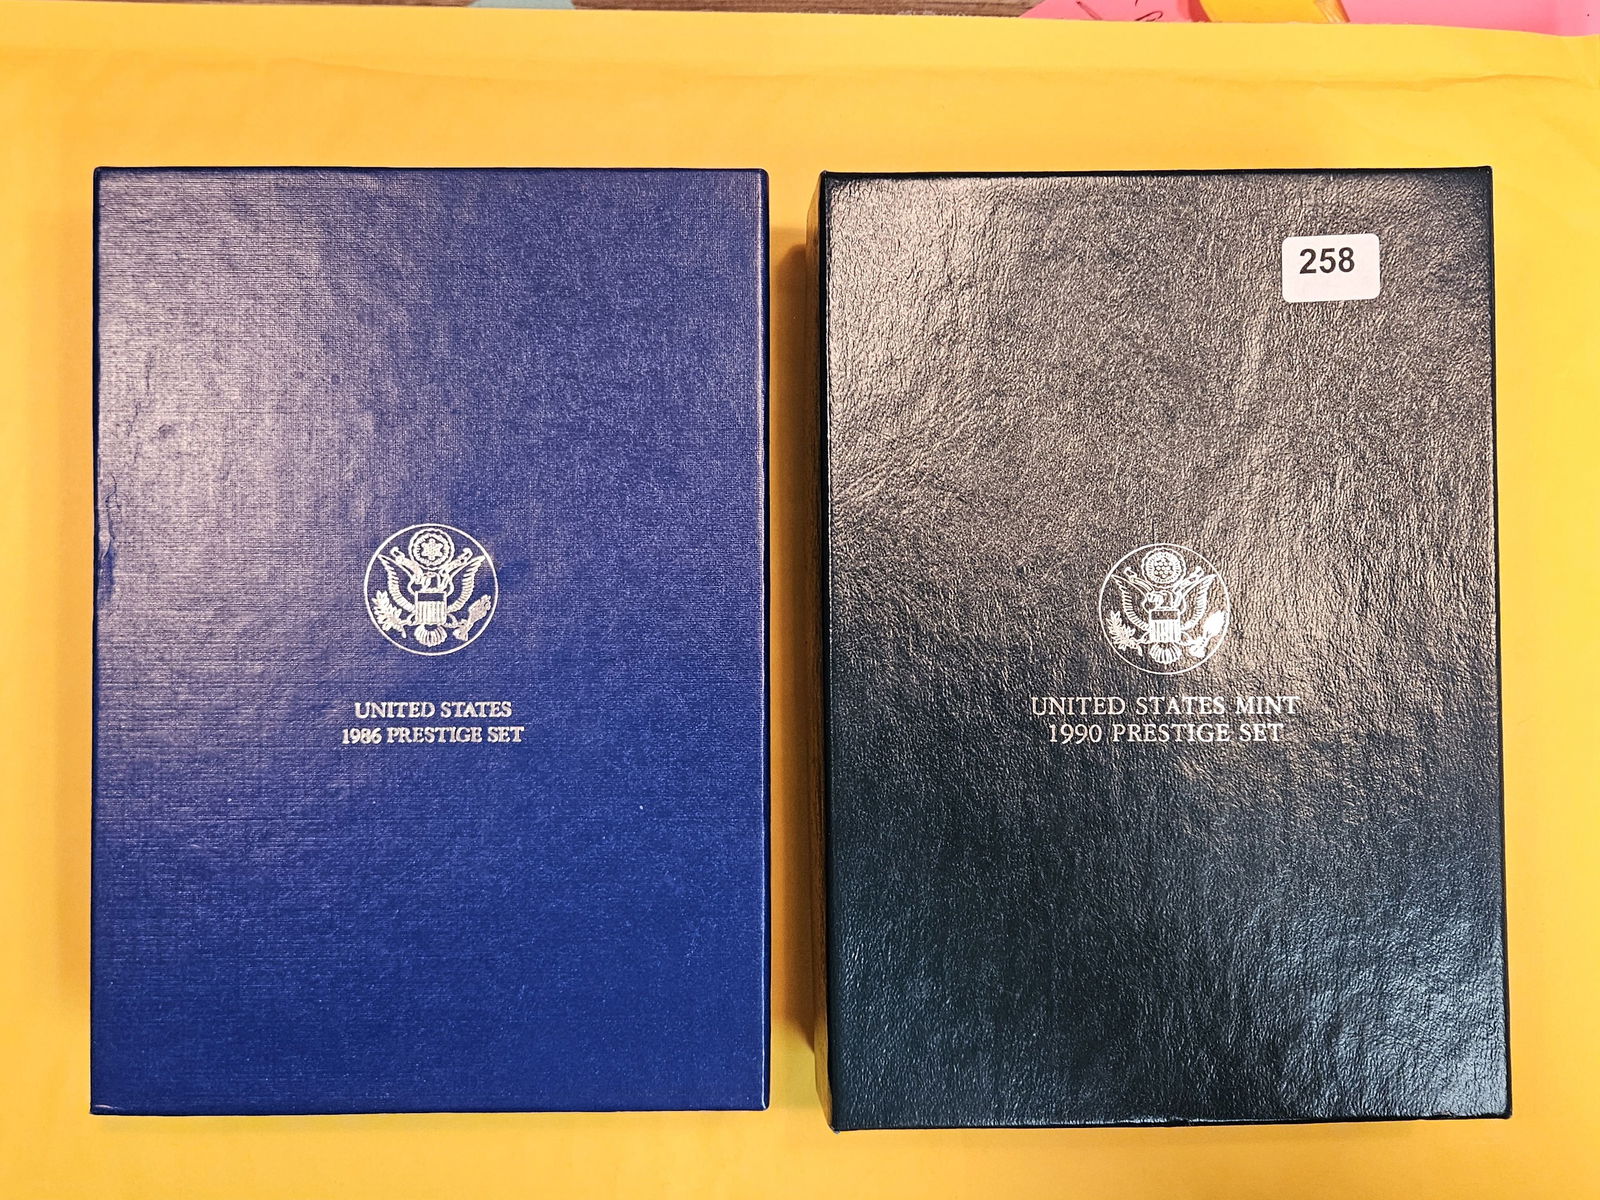 UNITED STATES
1986 PRESTIGE SET
258
UNITED STATES MINT
1990 PRESTIGE SET